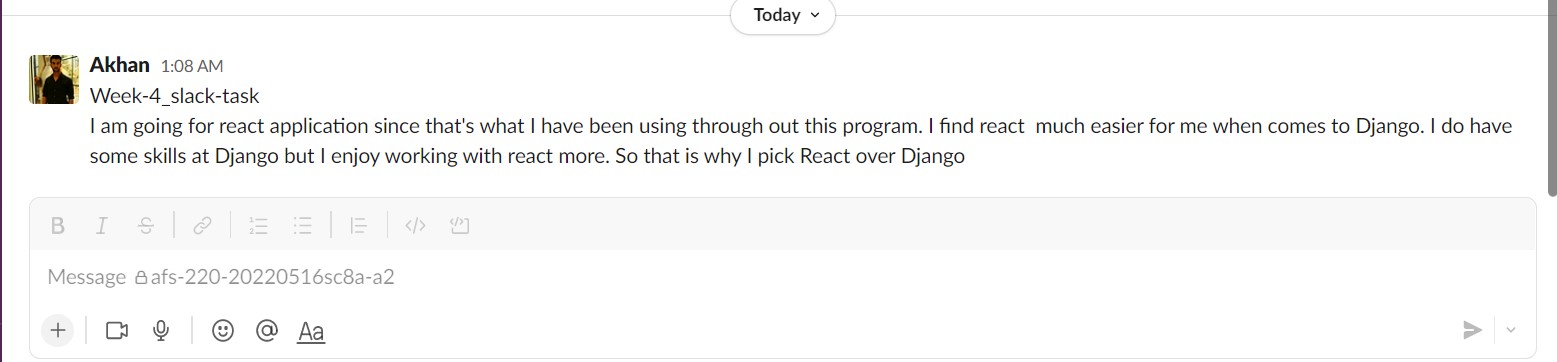 Today
Akhan 1:08 AM
Week-4_slack-task
I am going for react application since that's what I have been using through out this program. I find react  much easier for me when comes to Django. I do have
some skills at Django but I enjoy working with react more. So that is why I pick React over Django
Message afs-220-20220516sc8a-a2
Aa